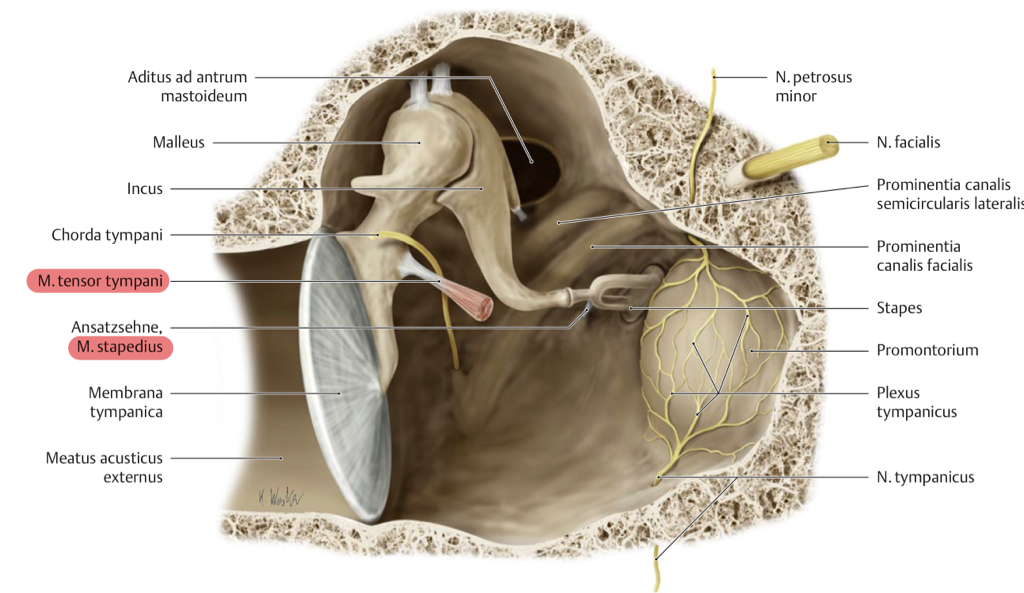 Aditus ad antrum
mastoideum
Malleus
Incus
Chorda tympani
M. tensor tympani
Ansatzsehne,
M. stapedius
Membrana
tympanica
Meatus acusticus
externus
N. petrosus
minor
N. facialis
Prominentia canalis
semicircularis lateralis
Prominentia
canalis facialis
Stapes
Promontorium
Plexus
tympanicus
N. tympanicus